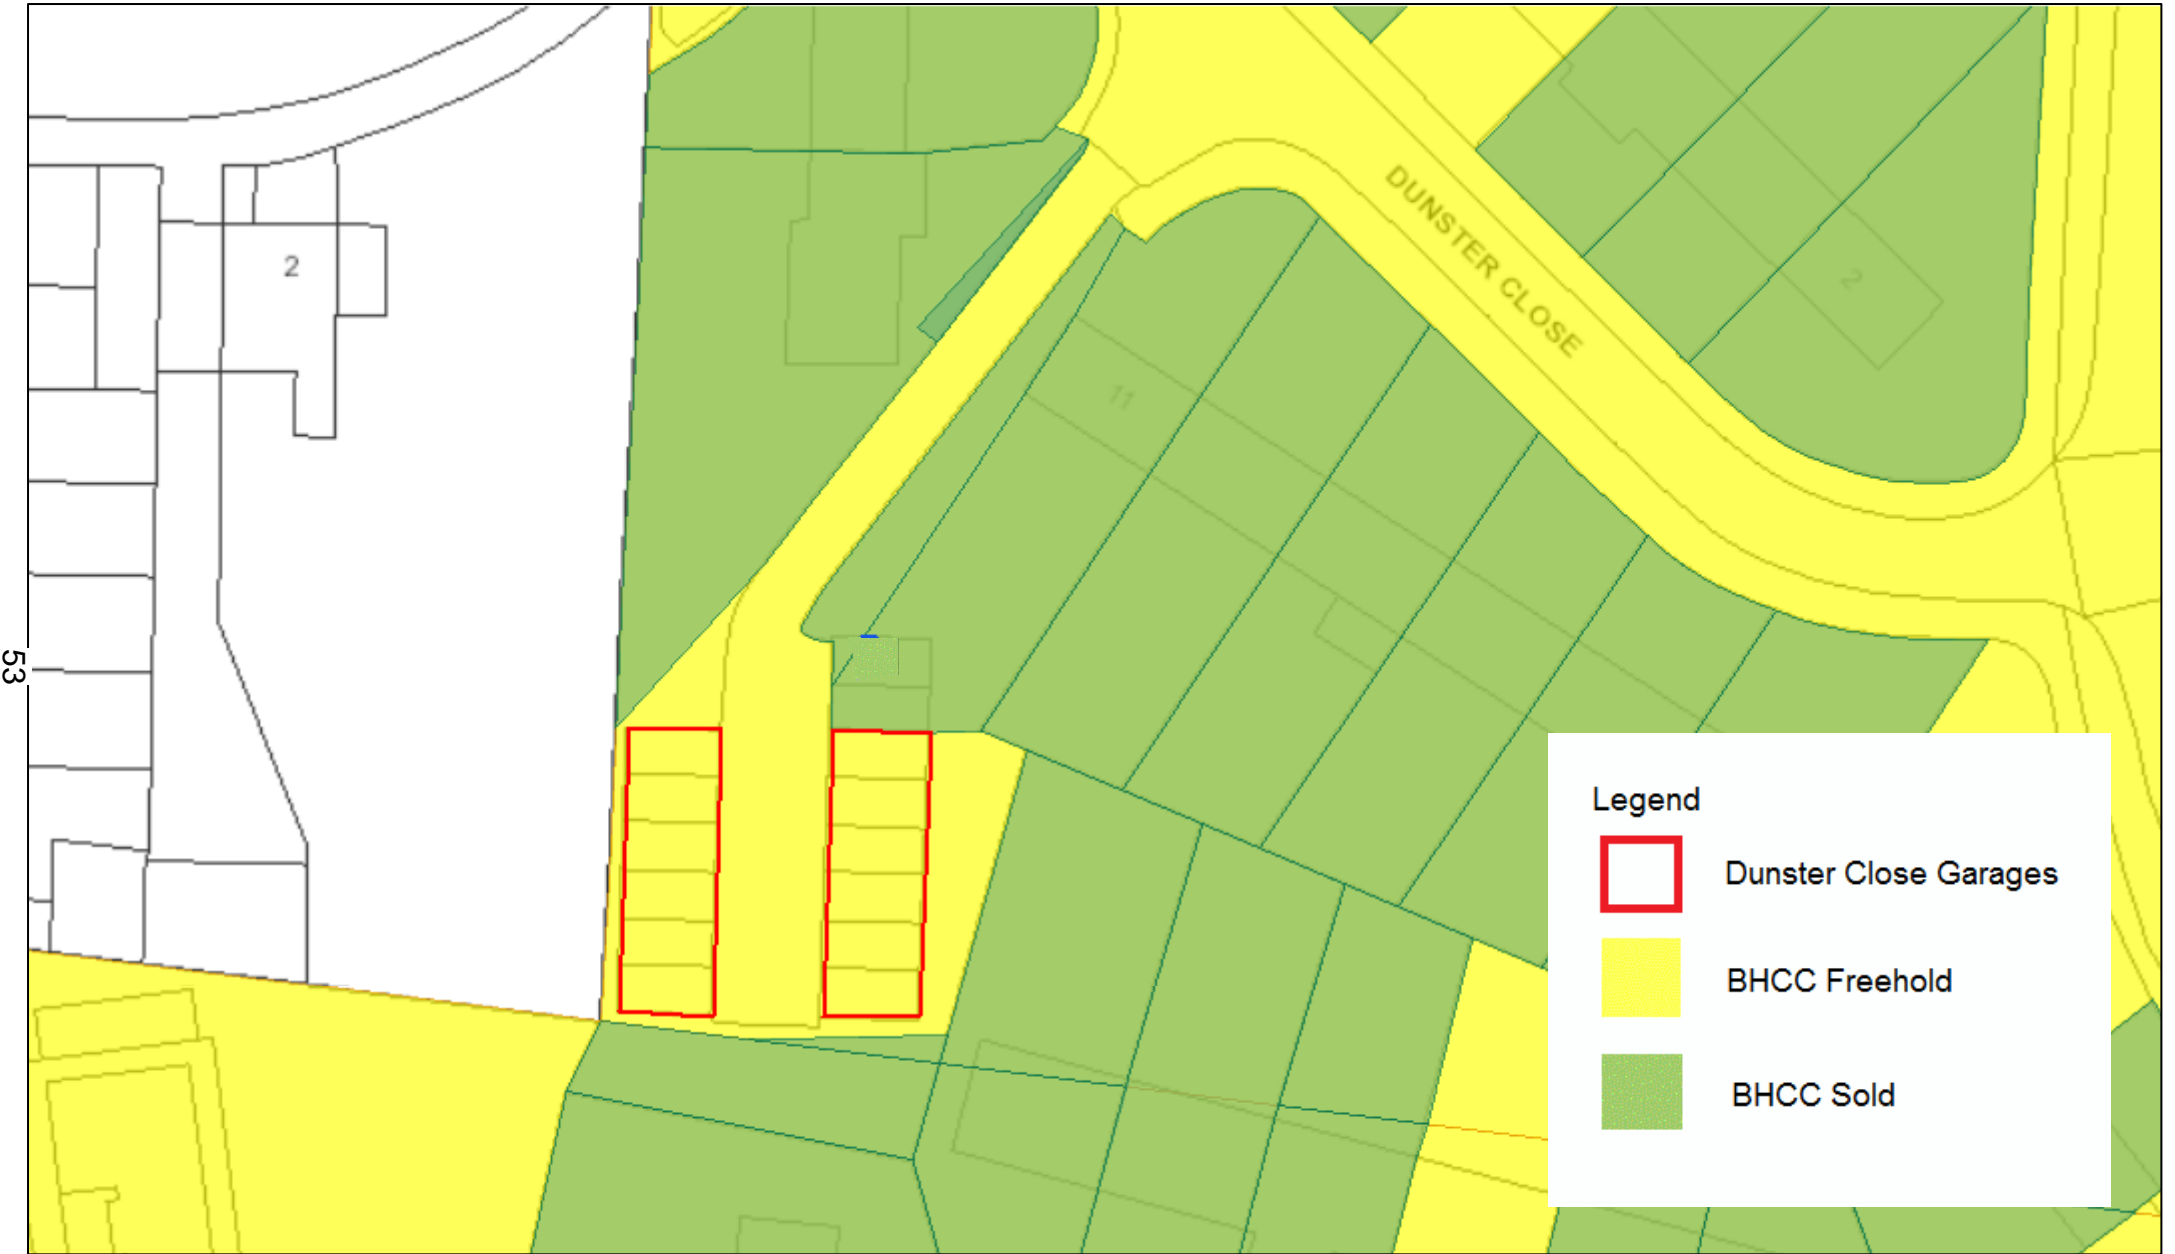 2
DUNSTER CLOSE
2
11
53
Legend
Dunster Close Garages
BHCC Freehold
BHCC Sold